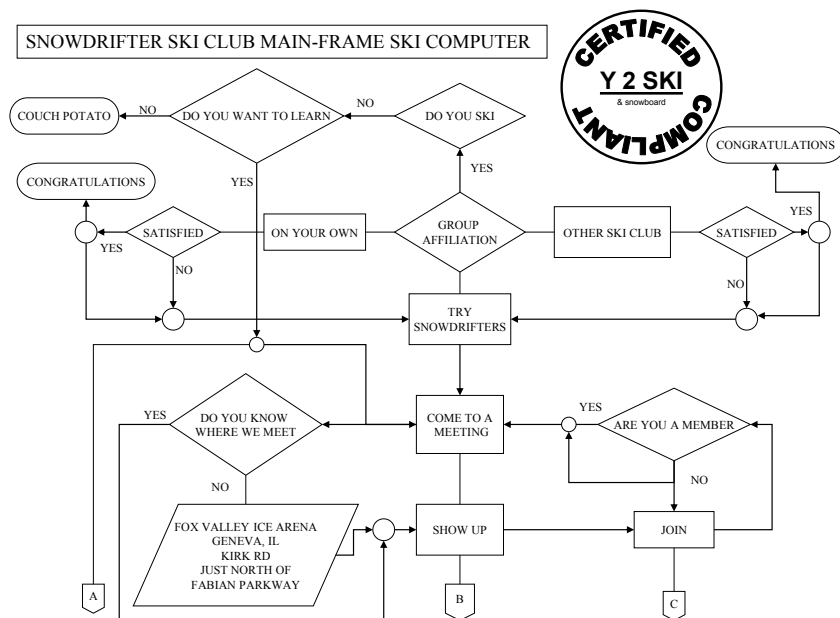 SNOWDRIFTER SKI CLUB MAIN-FRAME SKI COMPUTER
CERTIFIED
Y 2 SKI
& snowboard
COMPLIANT
COUCH POTATO
NO
DO YOU WANT TO LEARN
NO
DO YOU SKI
CONGRATULATIONS
YES
YES
CONGRATULATIONS
YES
SATISFIED
NO
ON YOUR OWN
GROUP
AFFILIATION
OTHER SKI CLUB
SATISFIED
YES
NO
TRY
SNOWDRIFTERS
YES
DO YOU KNOW
WHERE WE MEET
NO
COME TO A
MEETING
YES
ARE YOU A MEMBER
NO
FOX VALLEY ICE ARENA
GENEVA, IL
KIRK RD
JUST NORTH OF
FABIAN PARKWAY
SHOW UP
JOIN
A
B
C